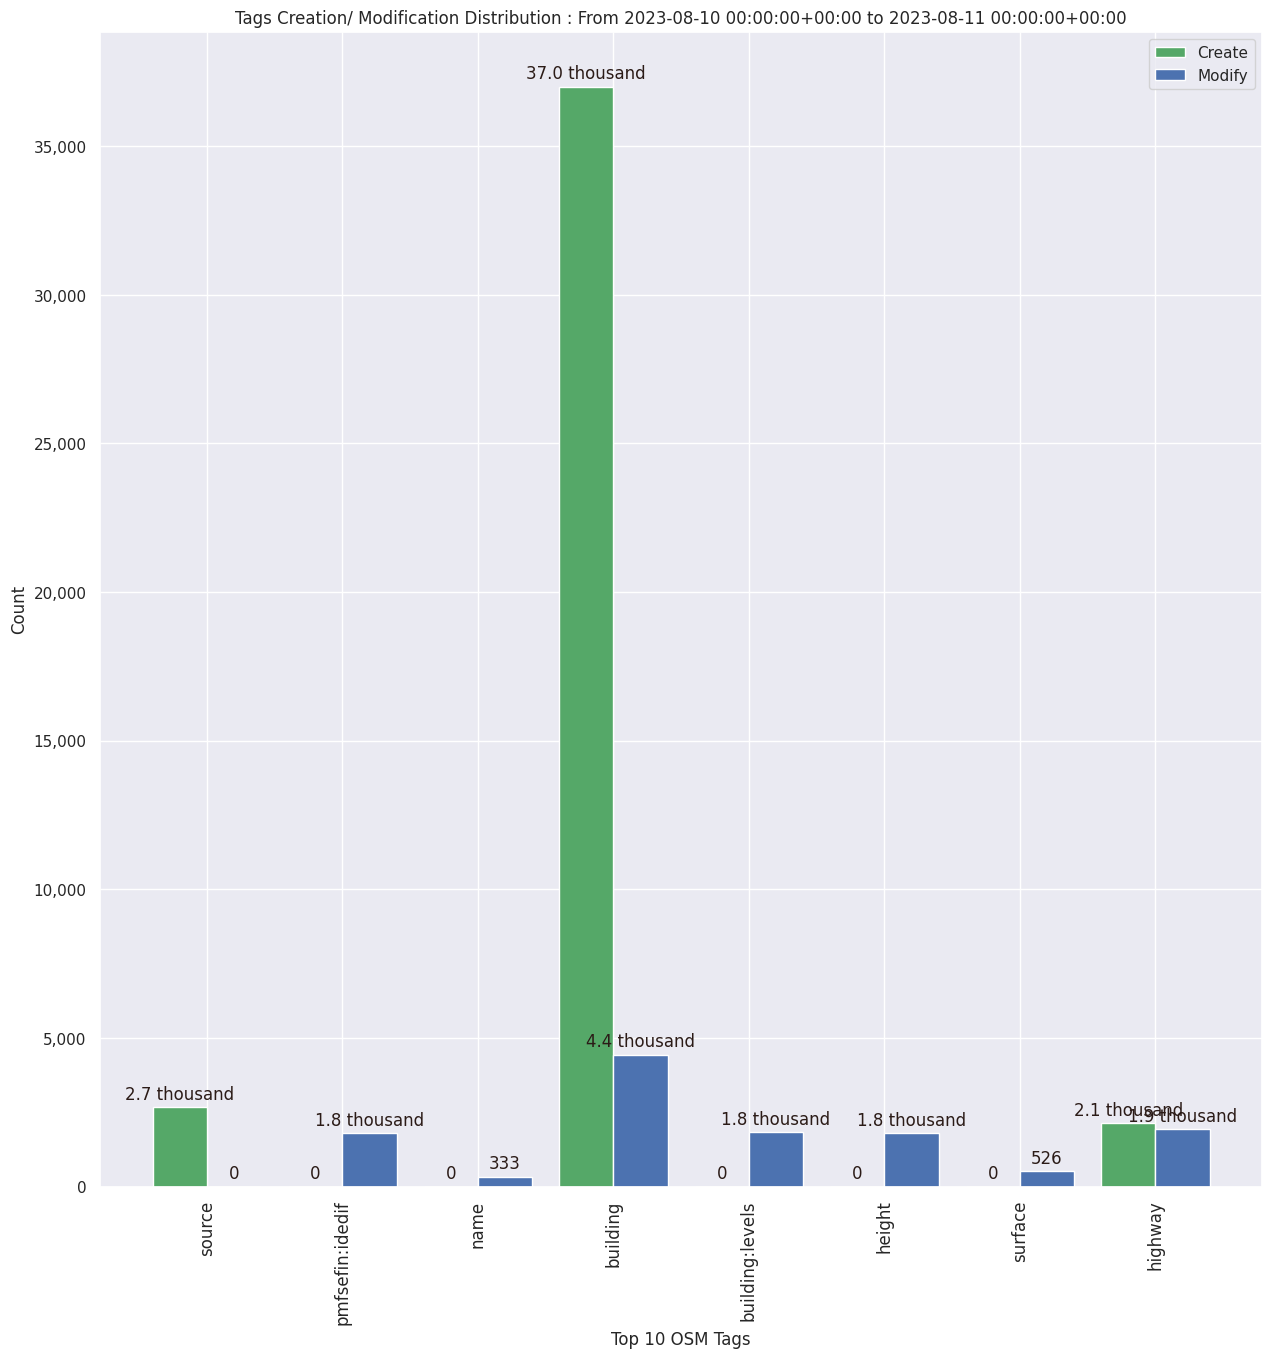 Tags Creation/ Modification Distribution : From 2023-08-10 00:00:00+00:00 to 2023-08-11 00:00:00+00:00
Create
Modify
37.0 thousand
35,000
30,000
25,000
20,000
15,000
10,000
5,000
0
Count
4.4 thousand
2.7 thousand
0
0
1.8 thousand
0
333
0
1.8 thousand
0
1.8 thousand
0
526
2.1 thousand
1.9 thousand
source
pmfsefin:idedif
name
building
building:levels
height
surface
highway
Top 10 OSM Tags